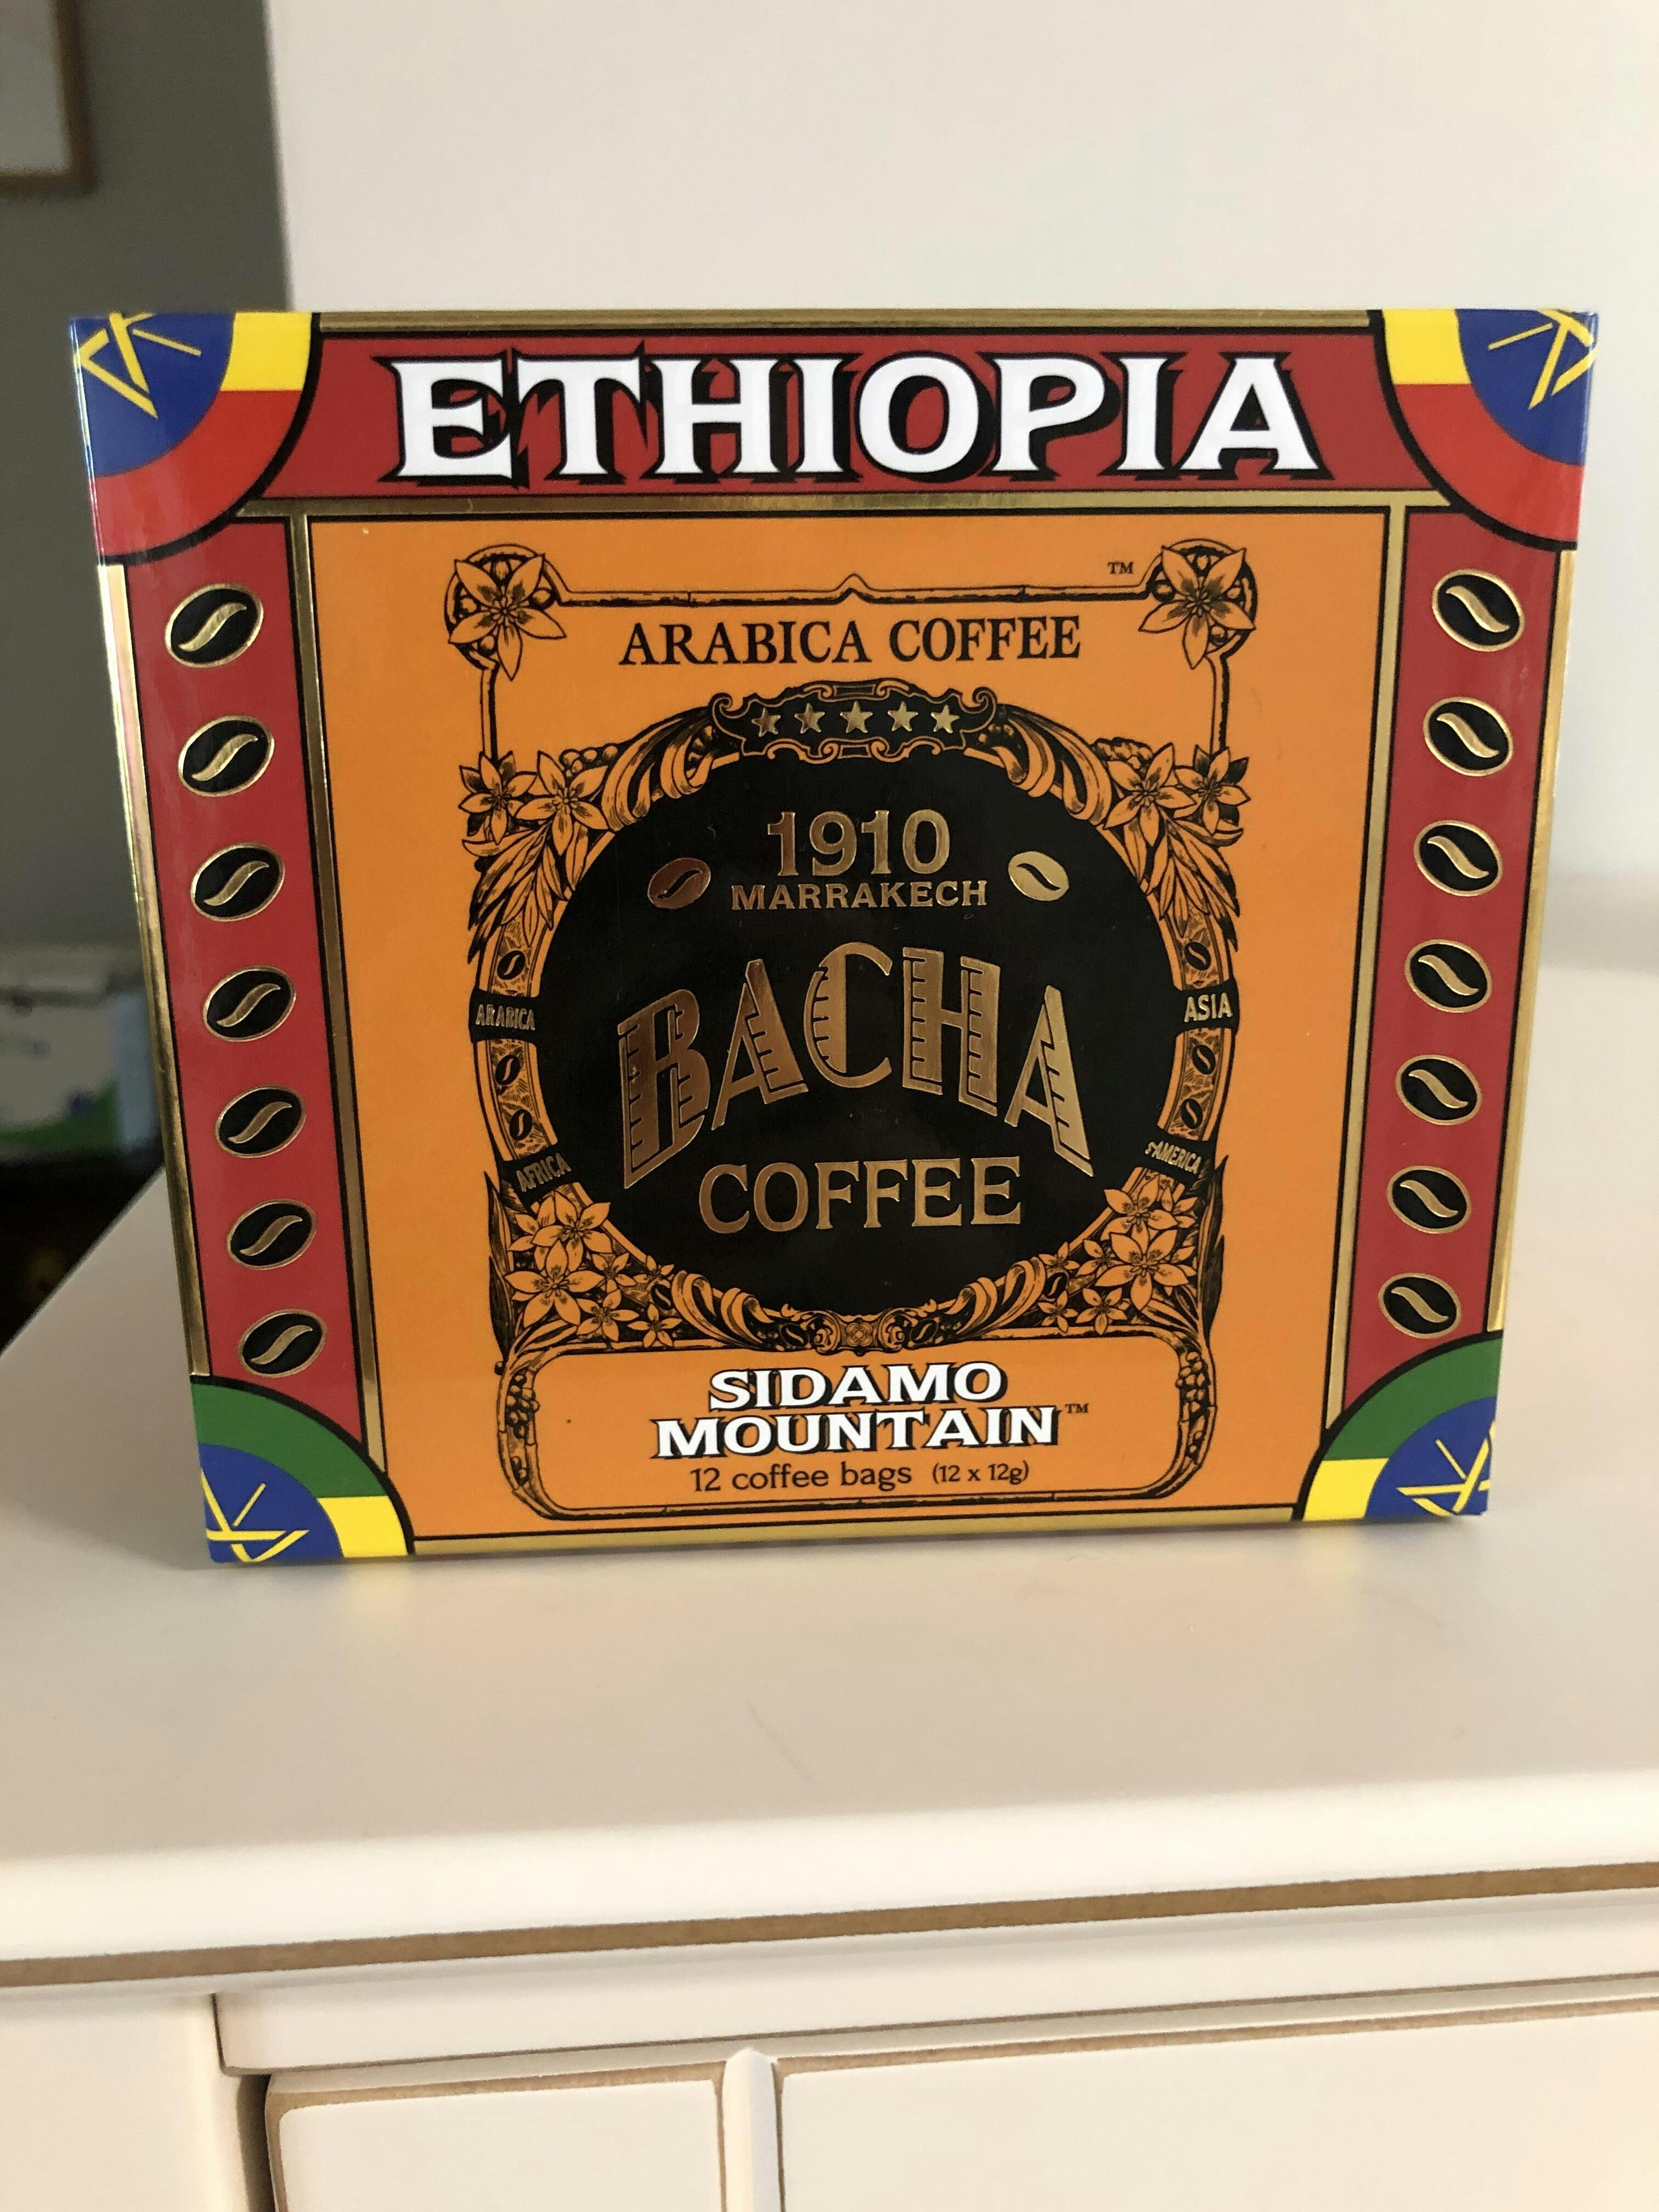 ETHIOPIA
TM
ARABICA COFFEE
1910
MARRAKECH
BACHA
COFFEE
ARABICA
ASIA
AFRICA
S.AMERICA
SIDAMO
MOUNTAIN™
12 coffee bags (12 x 12g)